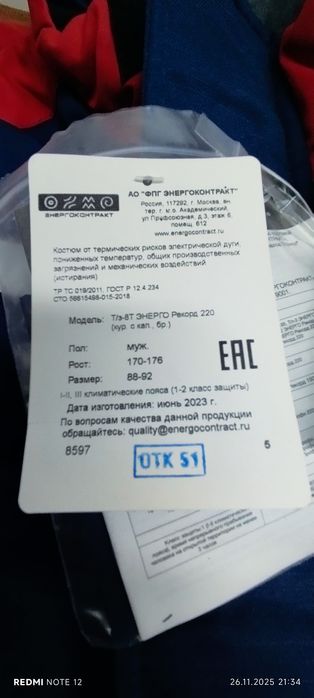 АО "ФПГ ЭНЕРГОКОНТРАКТ"
Россия, 117292, г. Москва, вн.
тер. г. м.о. Академический,
ул Профсоюзная, д 3, этаж 6,
помещ. 612
www.energocontract.ru
ЭНЕРГОКОНТРАКТ
Костюм от термических рисков электрической дуги,
пониженных температур, общих производственных
загрязнений и механических воздействий
(истирания)
ТР ТС 019/2011, ГОСТ Р 12.4.234
СТО 56615498-015-2018
Модель: Т/з-8Т ЭНЕРГО Рекорд 220
(кур. с кап., бр.)
Пол: муж.
Рост: 170-176
Размер: 88-92
ЕАС
I-II, III климатические пояса (1-2 класс защиты)
Дата изготовления: июнь 2023 г.
По вопросам качества данной продукции
обращайтесь: quality@energocontract.ru
8597
ОТК 51
5
REDMI NOTE 12
26.11.2025 21:34